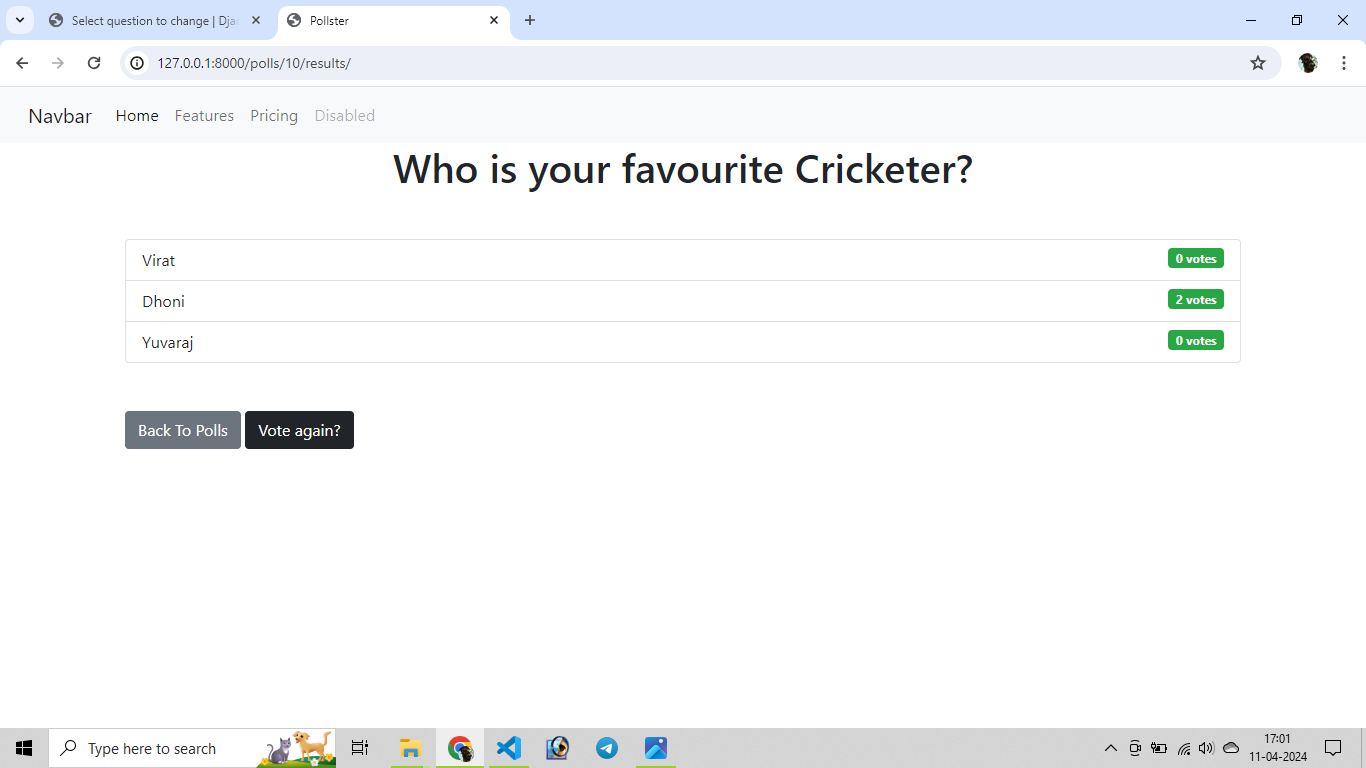 Select question to change | Dja
Pollster
127.0.0.1:8000/polls/10/results/
Navbar Home Features Pricing Disabled
Who is your favourite Cricketer?
Virat 0 votes
Dhoni 2 votes
Yuvaraj 0 votes
Back To Polls Vote again?
Type here to search
17:01
11-04-2024